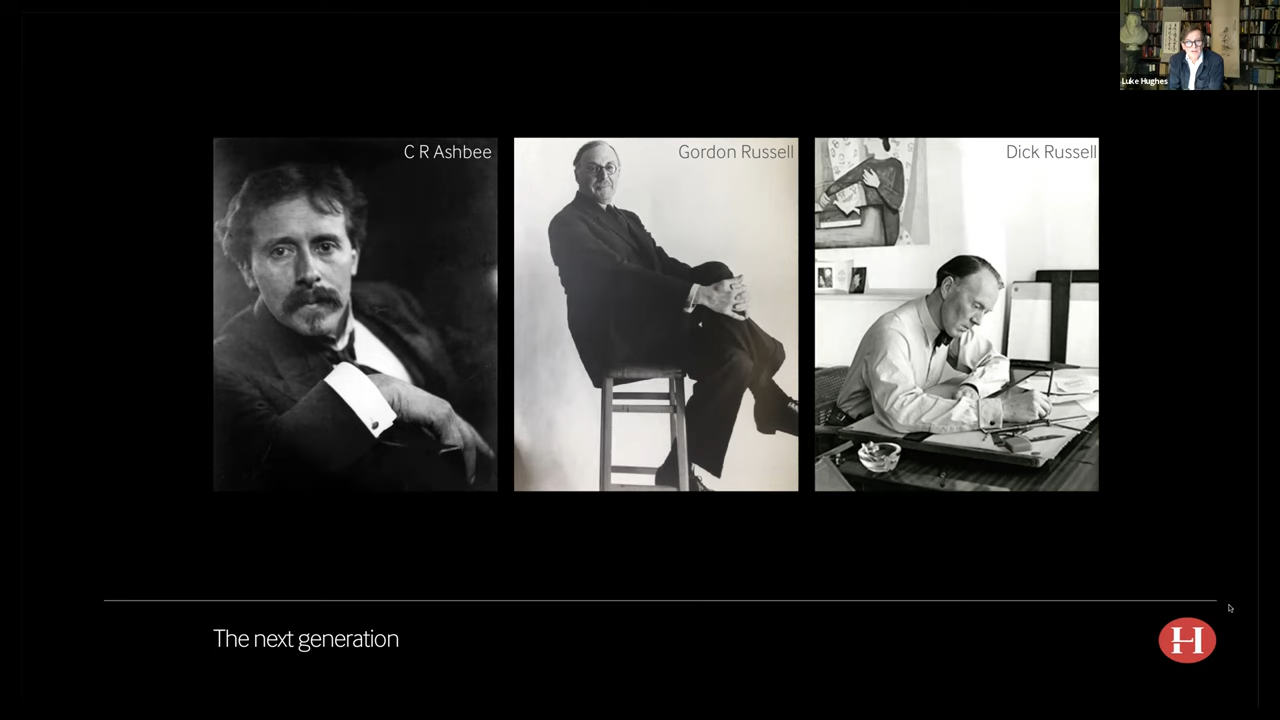 Luke Hughes
C R Ashbee
Gordon Russell
Dick Russell
The next generation
H